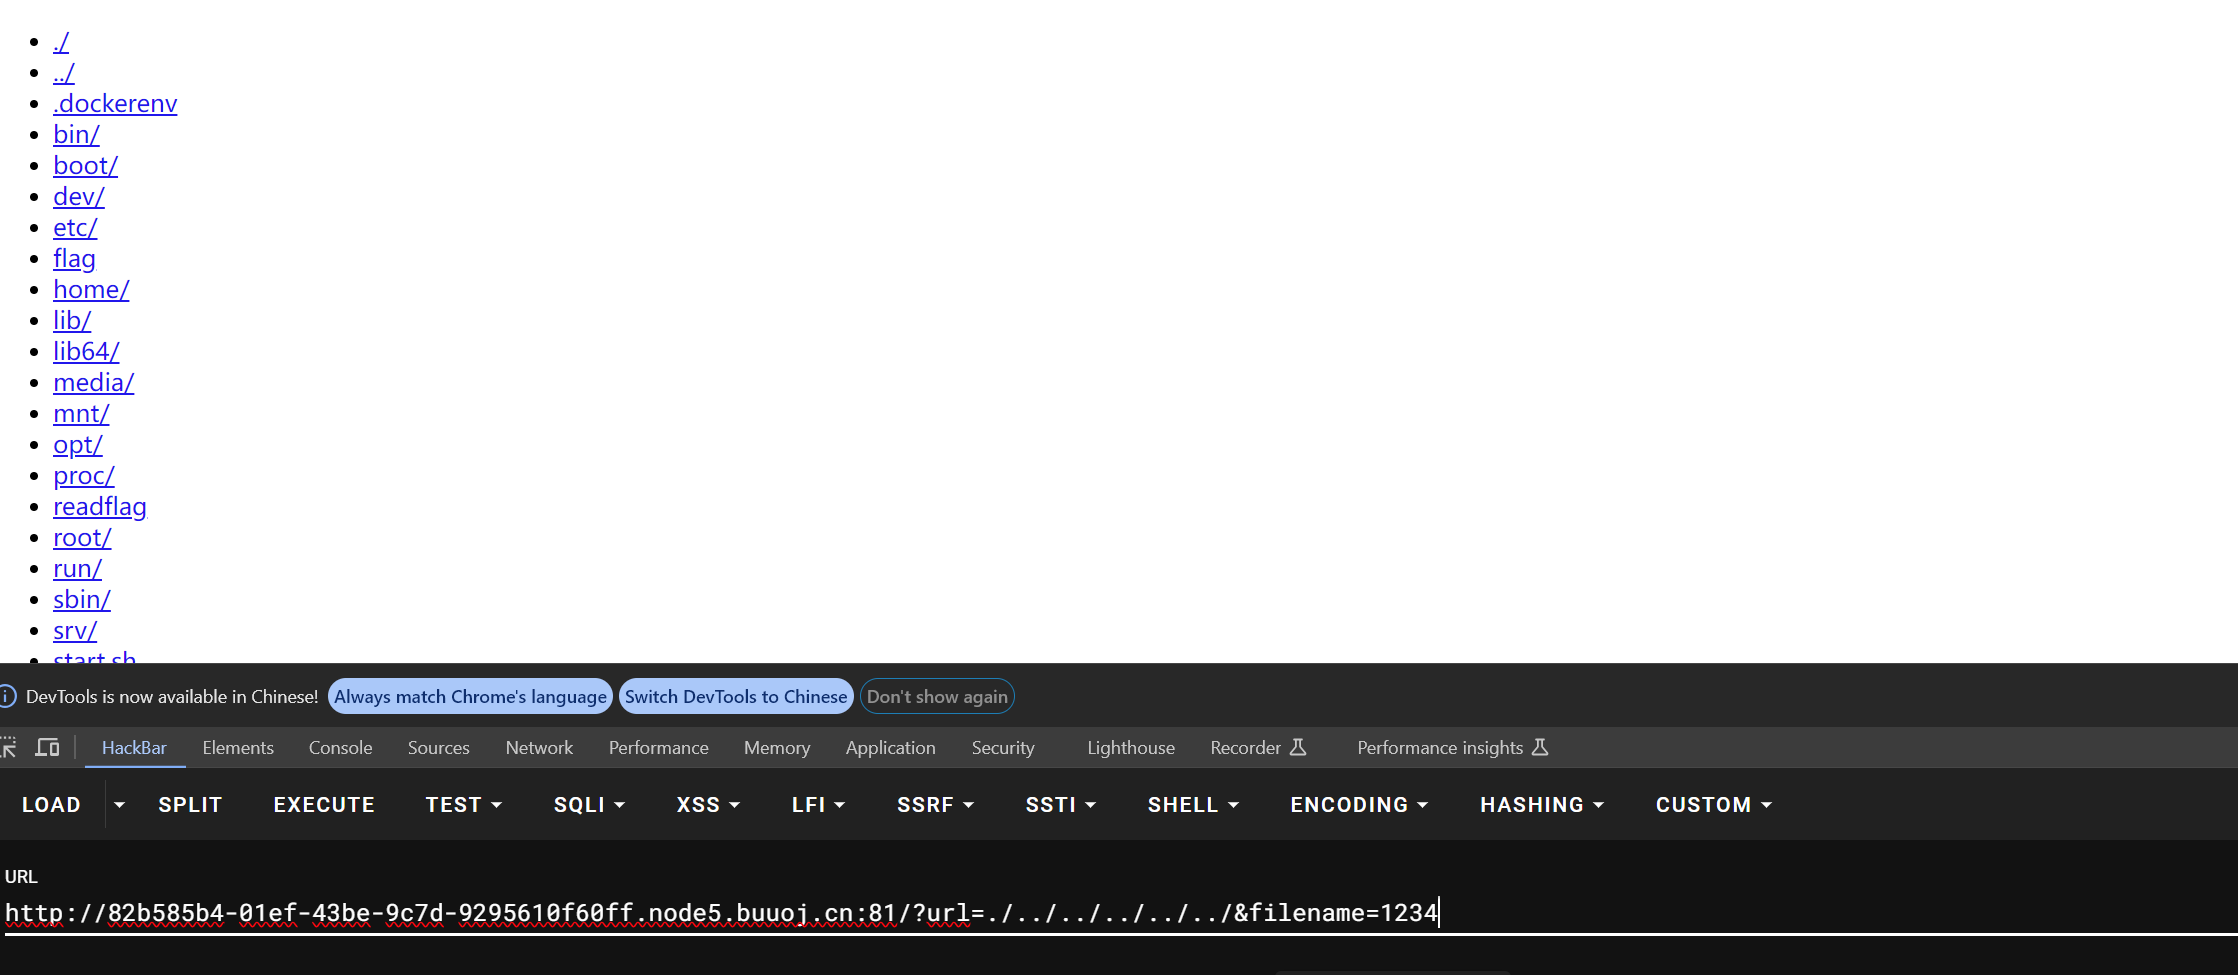 ./
../
.dockerenv
bin/
boot/
dev/
etc/
flag
home/
lib/
lib64/
media/
mnt/
opt/
proc/
readflag
root/
run/
sbin/
srv/
start.sh
DevTools is now available in Chinese! Always match Chrome's language Switch DevTools to Chinese Don't show again
HackBar Elements Console Sources Network Performance Memory Application Security Lighthouse Recorder Performance insights
LOAD SPLIT EXECUTE TEST SQLI XSS LFI SSRF SSTI SHELL ENCODING HASHING CUSTOM
URL
http://82b585b4-01ef-43be-9c7d-9295610f60ff.node5.buuoj.cn:81/?url=./../../../../../&filename=1234